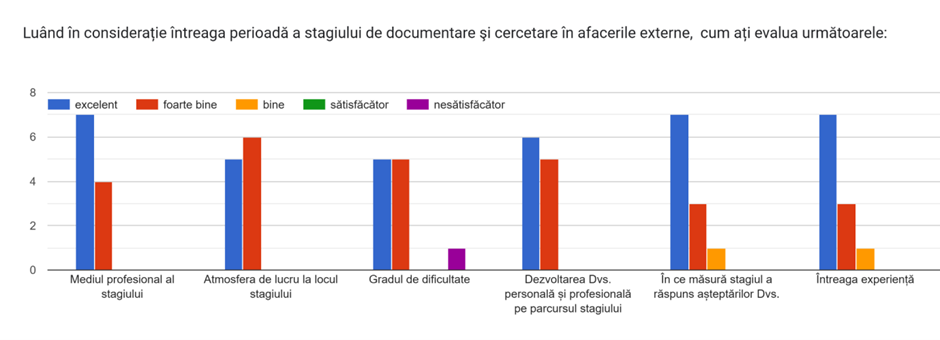 Luând în considerație întreaga perioadă a stagiului de documentare şi cercetare în afacerile externe, cum ați evalua următoarele:
8
excelent foarte bine bine sătisfăcător nesătisfăcător
6
4
2
0
Mediul profesional al
stagiului
Atmosfera de lucru la locul
stagiului
Gradul de dificultate
Dezvoltarea Dvs.
personală și profesională
pe parcursul stagiului
În ce măsură stagiul a
răspuns așteptărilor Dvs.
Întreaga experiență